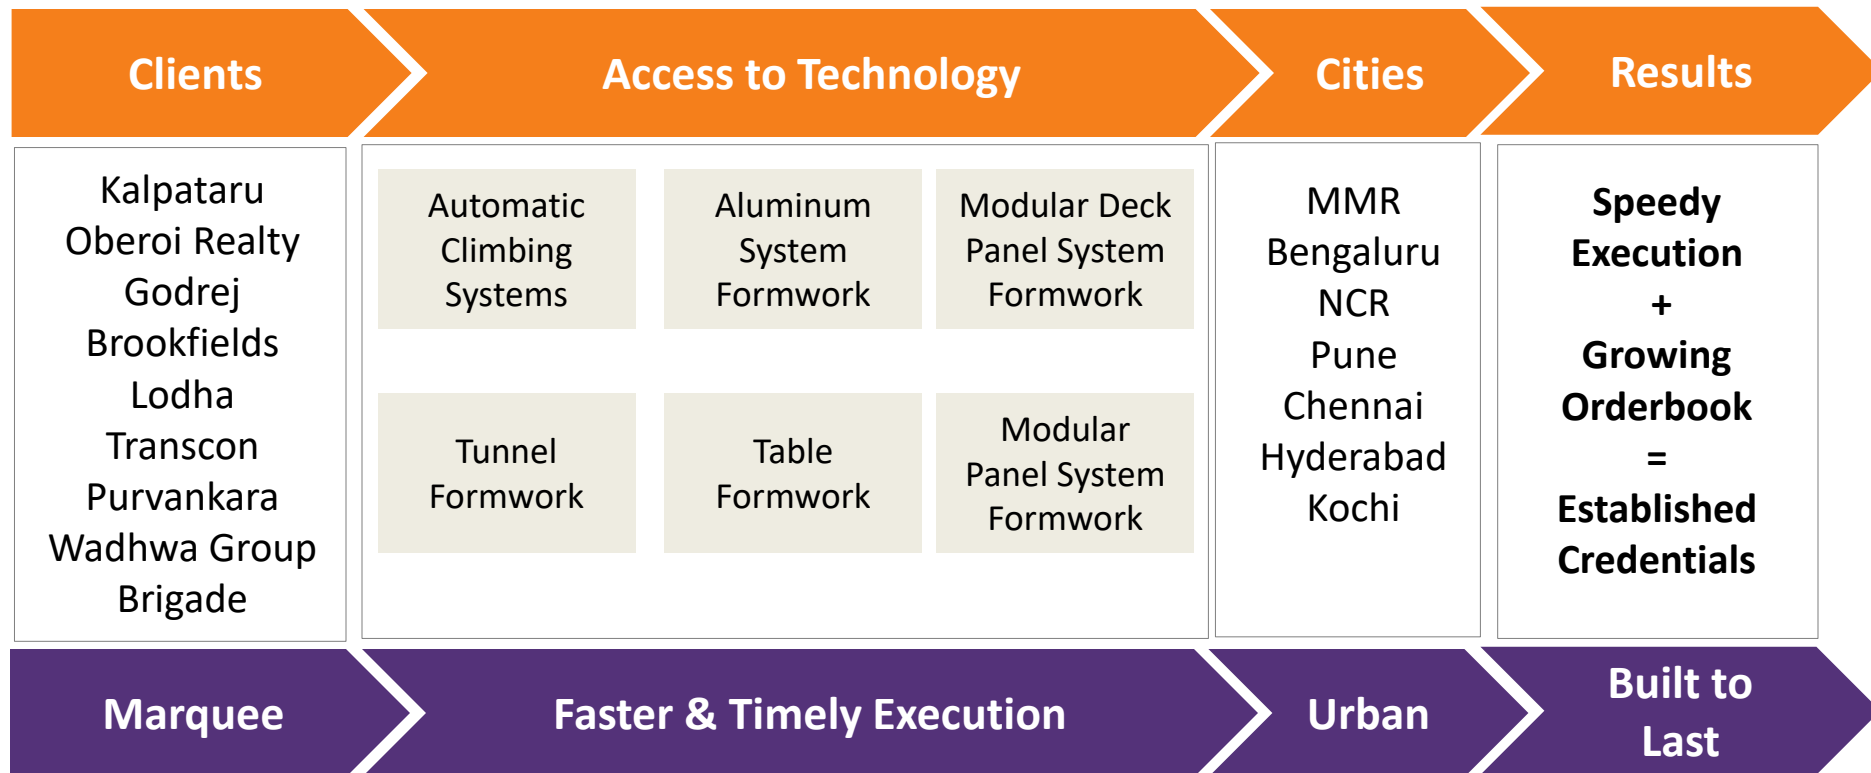 Clients
Access to Technology
Cities
Results
Kalpataru
Oberoi Realty
Godrej
Brookfields
Lodha
Transcon
Purvankara
Wadhwa Group
Brigade
Automatic
Climbing
Systems
Aluminum
System
Formwork
Modular Deck
Panel System
Formwork
Tunnel
Formwork
Table
Formwork
Modular
Panel System
Formwork
MMR
Bengaluru
NCR
Pune
Chennai
Hyderabad
Kochi
Speedy
Execution
+
Growing
Orderbook
=
Established
Credentials
Marquee
Faster & Timely Execution
Urban
Built to
Last